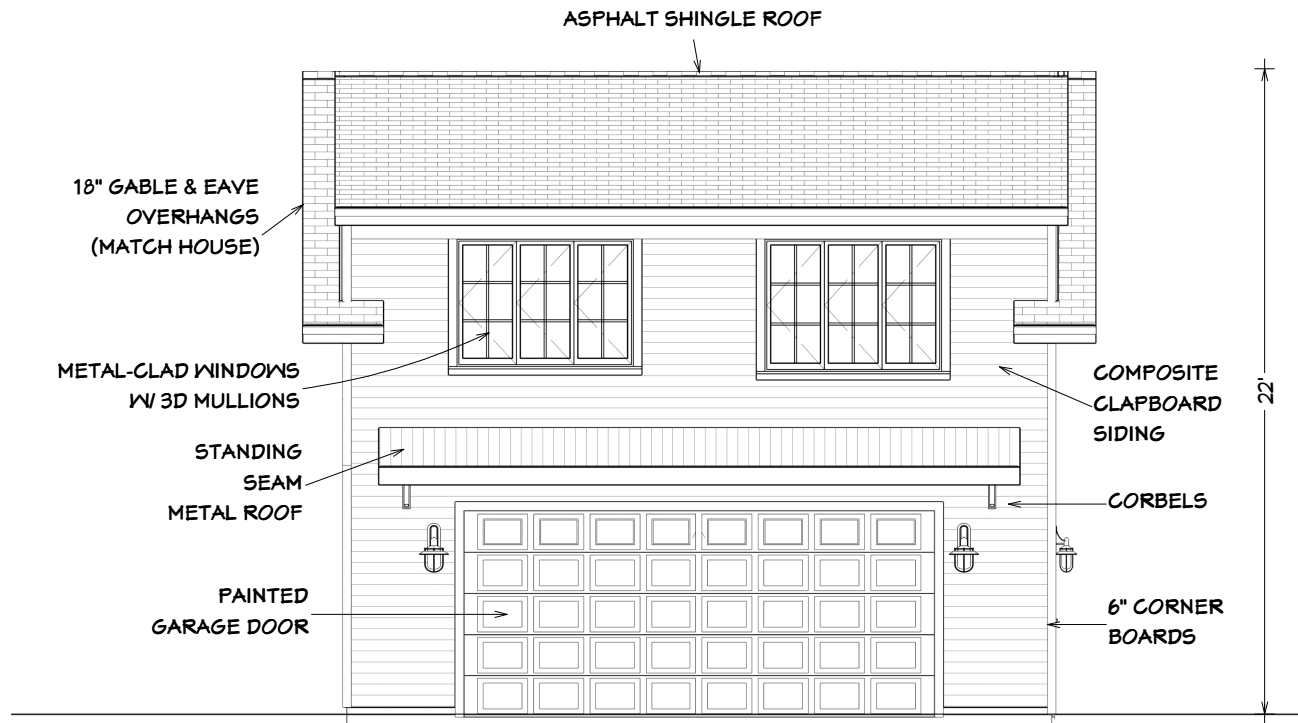 ASPHALT SHINGLE ROOF
18" GABLE & EAVE
OVERHANGS
(MATCH HOUSE)
METAL-CLAD WINDOWS
W/ 3D MULLIONS
COMPOSITE
CLAPBOARD
SIDING
22'
STANDING
SEAM
METAL ROOF
CORBELS
PAINTED
GARAGE DOOR
6" CORNER
BOARDS